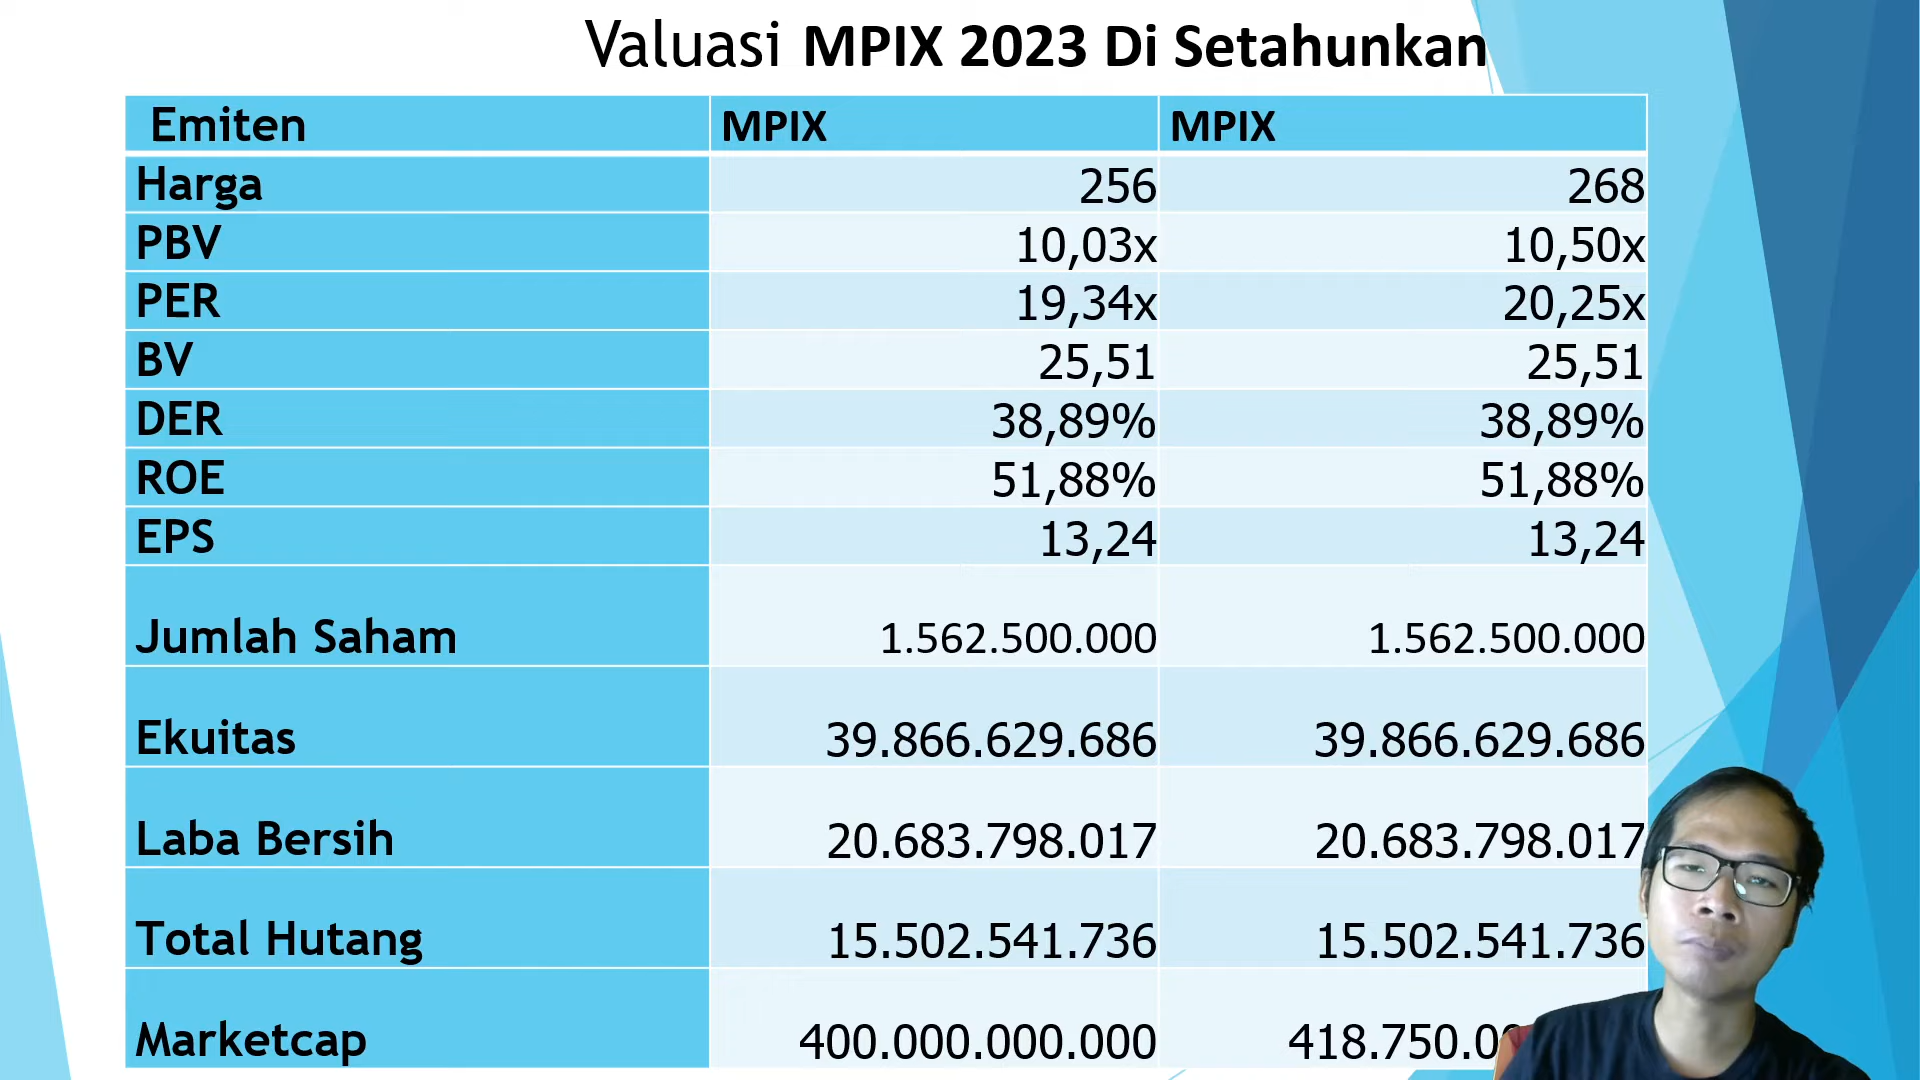 Valuasi MPIX 2023 Di Setahunkan
Emiten MPIX MPIX
Harga 256 268
PBV 10,03x 10,50x
PER 19,34x 20,25x
BV 25,51 25,51
DER 38,89% 38,89%
ROE 51,88% 51,88%
EPS 13,24 13,24
Jumlah Saham 1.562.500.000 1.562.500.000
Ekuitas 39.866.629.686 39.866.629.686
Laba Bersih 20.683.798.017 20.683.798.017
Total Hutang 15.502.541.736 15.502.541.736
Marketcap 400.000.000.000